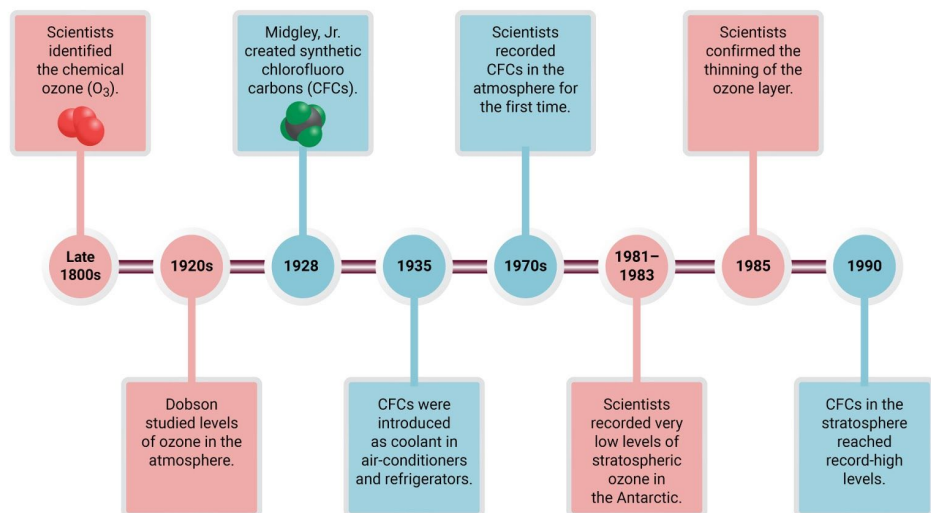 Scientists
identified
the chemical
ozone (O₃).
Midgley, Jr.
created synthetic
chlorofluoro
carbons (CFCs).
Scientists
recorded
CFCs in the
atmosphere for
the first time.
Scientists
confirmed the
thinning of the
ozone layer.
Late
1800s
1920s
1928
1935
1970s
1981–
1983
1985
1990
Dobson
studied levels
of ozone in the
atmosphere.
CFCs were
introduced
as coolant in
air-conditioners
and refrigerators.
Scientists
recorded very
low levels of
stratospheric
ozone in
the Antarctic.
CFCs in the
stratosphere
reached
record-high
levels.